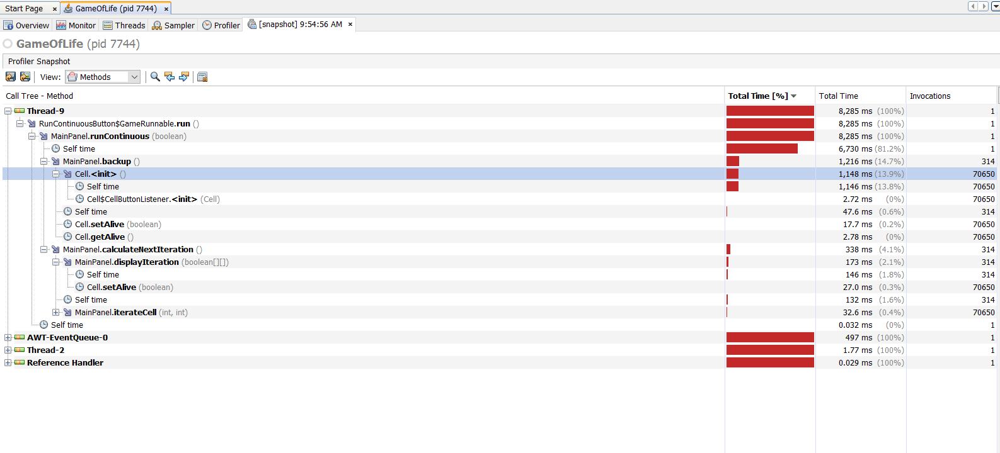 Start Page × GameOfLife (pid 7744) ×
Overview Monitor Threads Sampler Profiler [snapshot] 9:54:56 AM ×
GameOfLife (pid 7744)
Profiler Snapshot
View: Methods
Call Tree - Method Total Time [%] Total Time Invocations
Thread-9 8,285 ms (100%) 1
RunContinuousButton$GameRunnable.run () 8,285 ms (100%) 1
MainPanel.runContinuous (boolean) 8,285 ms (100%) 1
Self time 6,730 ms (81.2%) 1
MainPanel.backup () 1,216 ms (14.7%) 314
Cell.<init> () 1,148 ms (13.9%) 70650
Self time 1,146 ms (13.8%) 70650
Cell$CellButtonListener.<init> (Cell) 2.72 ms (0%) 70650
Self time 47.6 ms (0.6%) 314
Cell.setAlive (boolean) 17.7 ms (0.2%) 70650
Cell.getAlive () 2.78 ms (0%) 70650
MainPanel.calculateNextIteration () 338 ms (4.1%) 314
MainPanel.displayIteration (boolean[][]) 173 ms (2.1%) 314
Self time 146 ms (1.8%) 314
Cell.setAlive (boolean) 27.0 ms (0.3%) 70650
Self time 132 ms (1.6%) 314
MainPanel.iterateCell (int, int) 32.6 ms (0.4%) 70650
Self time 0.032 ms (0%) 1
AWT-EventQueue-0 497 ms (100%) 1
Thread-2 1.77 ms (100%) 1
Reference Handler 0.029 ms (100%) 1